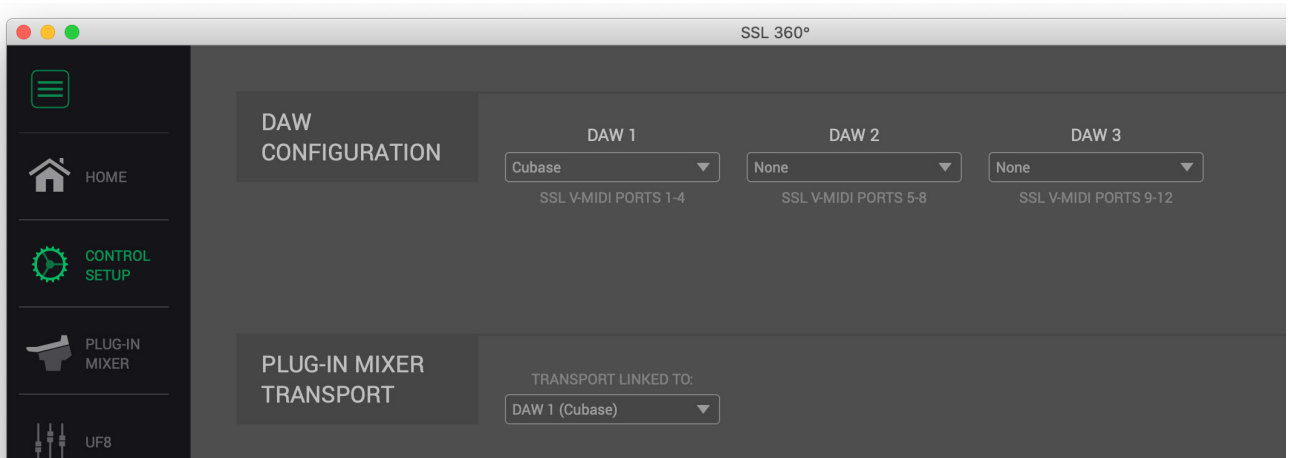 SSL 360°
HOME
CONTROL
SETUP
PLUG-IN
MIXER
UF8
DAW
CONFIGURATION
DAW 1
Cubase
SSL V-MIDI PORTS 1-4
DAW 2
None
SSL V-MIDI PORTS 5-8
DAW 3
None
SSL V-MIDI PORTS 9-12
PLUG-IN MIXER
TRANSPORT
TRANSPORT LINKED TO:
DAW 1 (Cubase)